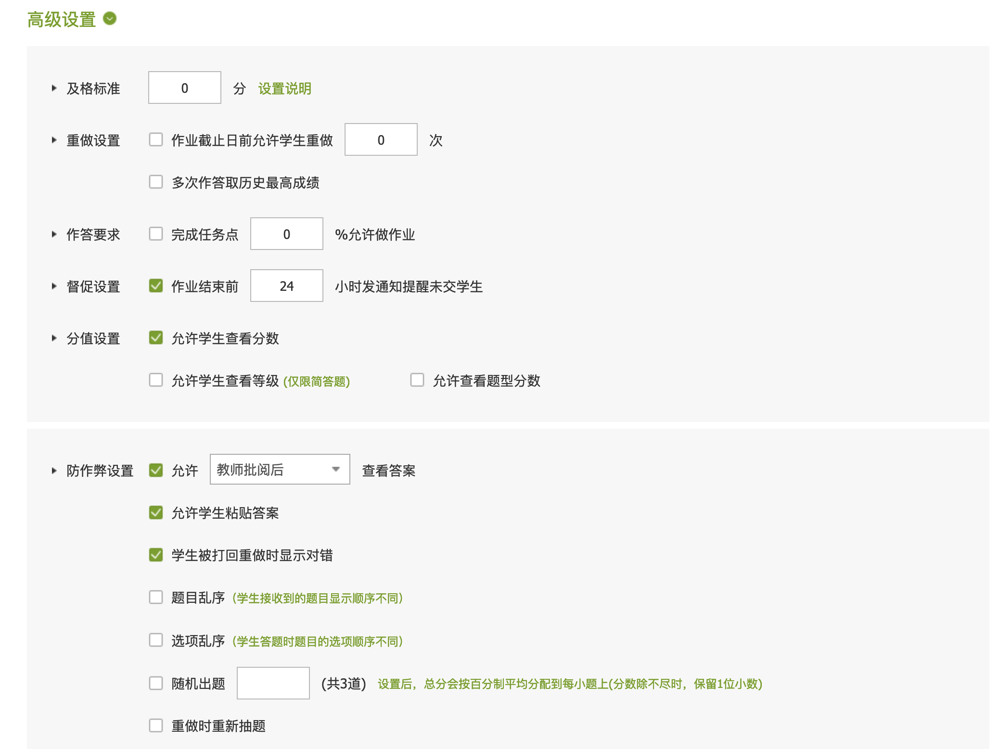 高级设置
及格标准 0 分 设置说明
重做设置 作业截止日前允许学生重做 0 次
多次作答取历史最高成绩
作答要求 完成任务点 0 %允许做作业
督促设置 作业结束前 24 小时发通知提醒未交学生
分值设置 允许学生查看分数
允许学生查看等级 (仅限简答题) 允许查看题型分数
防作弊设置 允许 教师批阅后 查看答案
允许学生粘贴答案
学生被打回重做时显示对错
题目乱序 (学生接收到的题目显示顺序不同)
选项乱序 (学生答题时题目的选项顺序不同)
随机出题 (共3道) 设置后，总分会按百分制平均分配到每小题上(分数除不尽时，保留1位小数)
重做时重新抽题